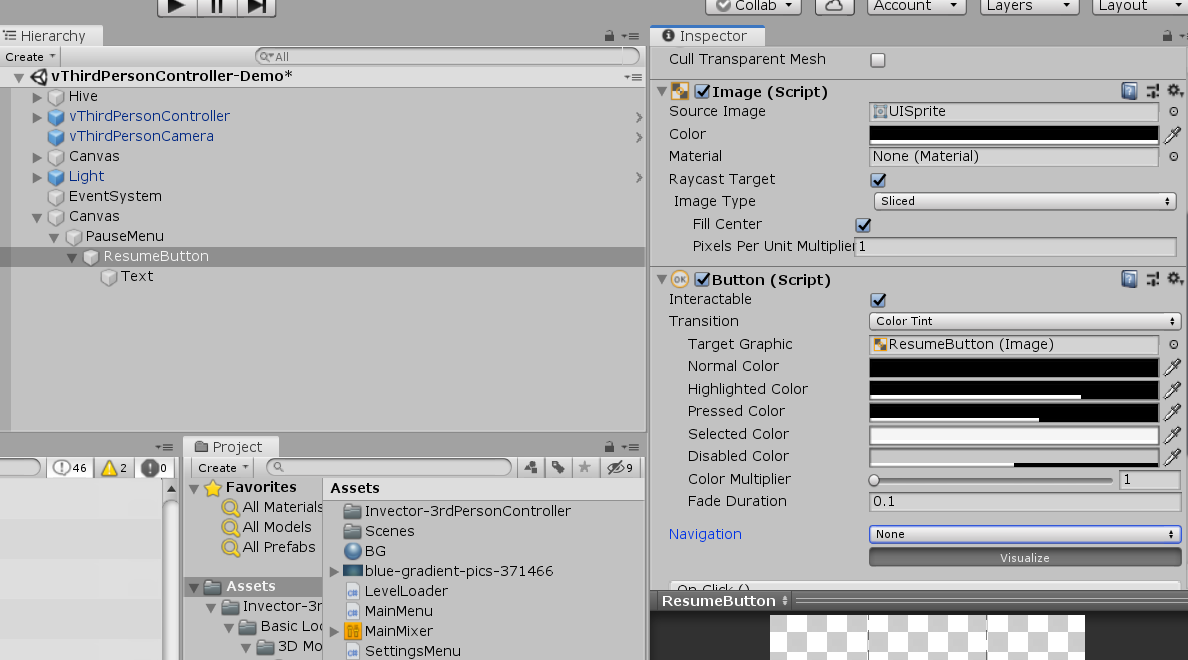 Collab
Account
Layers
Layout
Hierarchy
Create
All
vThirdPersonController-Demo*
Hive
vThirdPersonController
vThirdPersonCamera
Canvas
Light
EventSystem
Canvas
PauseMenu
ResumeButton
Text
Inspector
Cull Transparent Mesh
Image (Script)
Source Image
UISprite
Color
Material
None (Material)
Raycast Target
Image Type
Sliced
Fill Center
Pixels Per Unit Multiplier
1
OK
Button (Script)
Interactable
Transition
Color Tint
Target Graphic
ResumeButton (Image)
Normal Color
Highlighted Color
Pressed Color
Selected Color
Disabled Color
Color Multiplier
1
Fade Duration
0.1
Navigation
None
Visualize
On Click ()
ResumeButton
46
2
0
Project
Create
9
Favorites
All Materials
All Models
All Prefabs
Assets
Invector-3r
Basic Loc
3D Mo
Assets
Invector-3rdPersonController
Scenes
BG
blue-gradient-pics-371466
LevelLoader
MainMenu
MainMixer
SettingsMenu